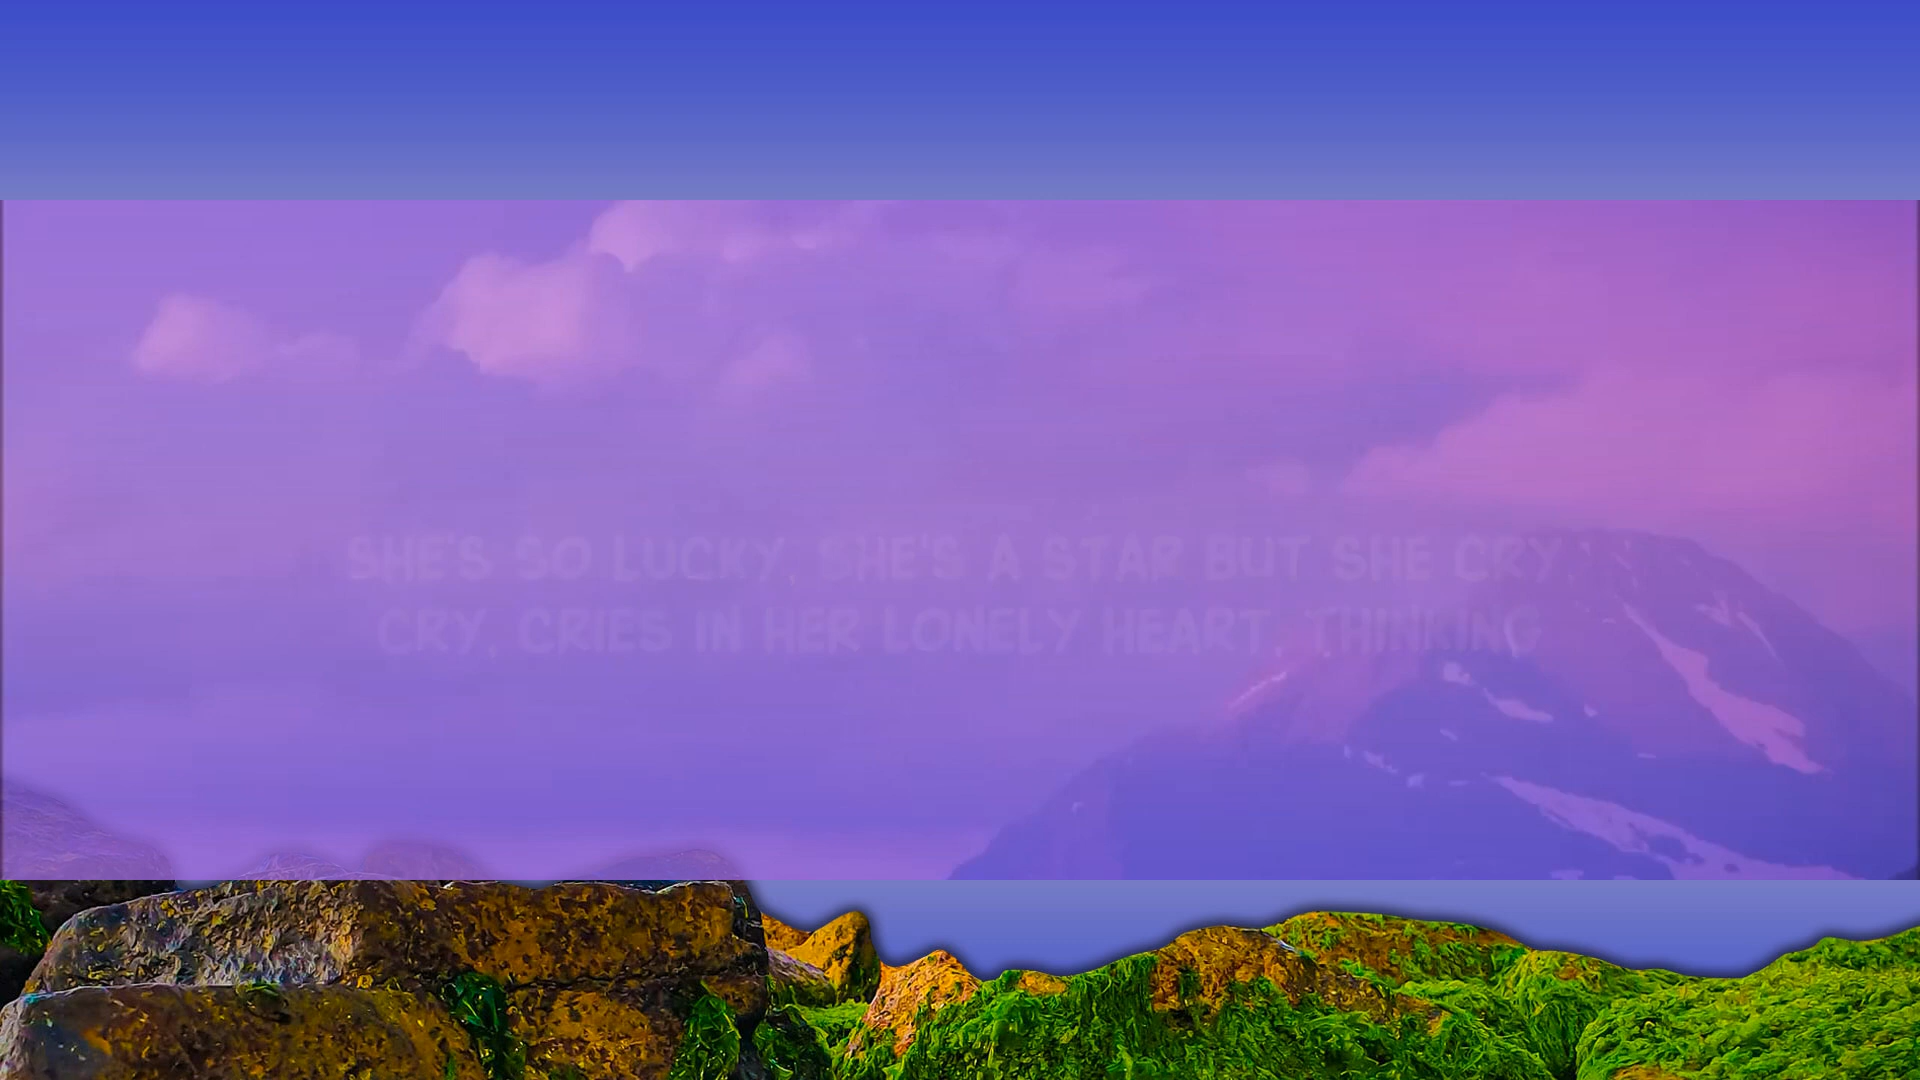 SHE'S SO LUCKY, SHE'S A STAR BUT SHE CRY,
CRY, CRIES IN HER LONELY HEART, THINKING